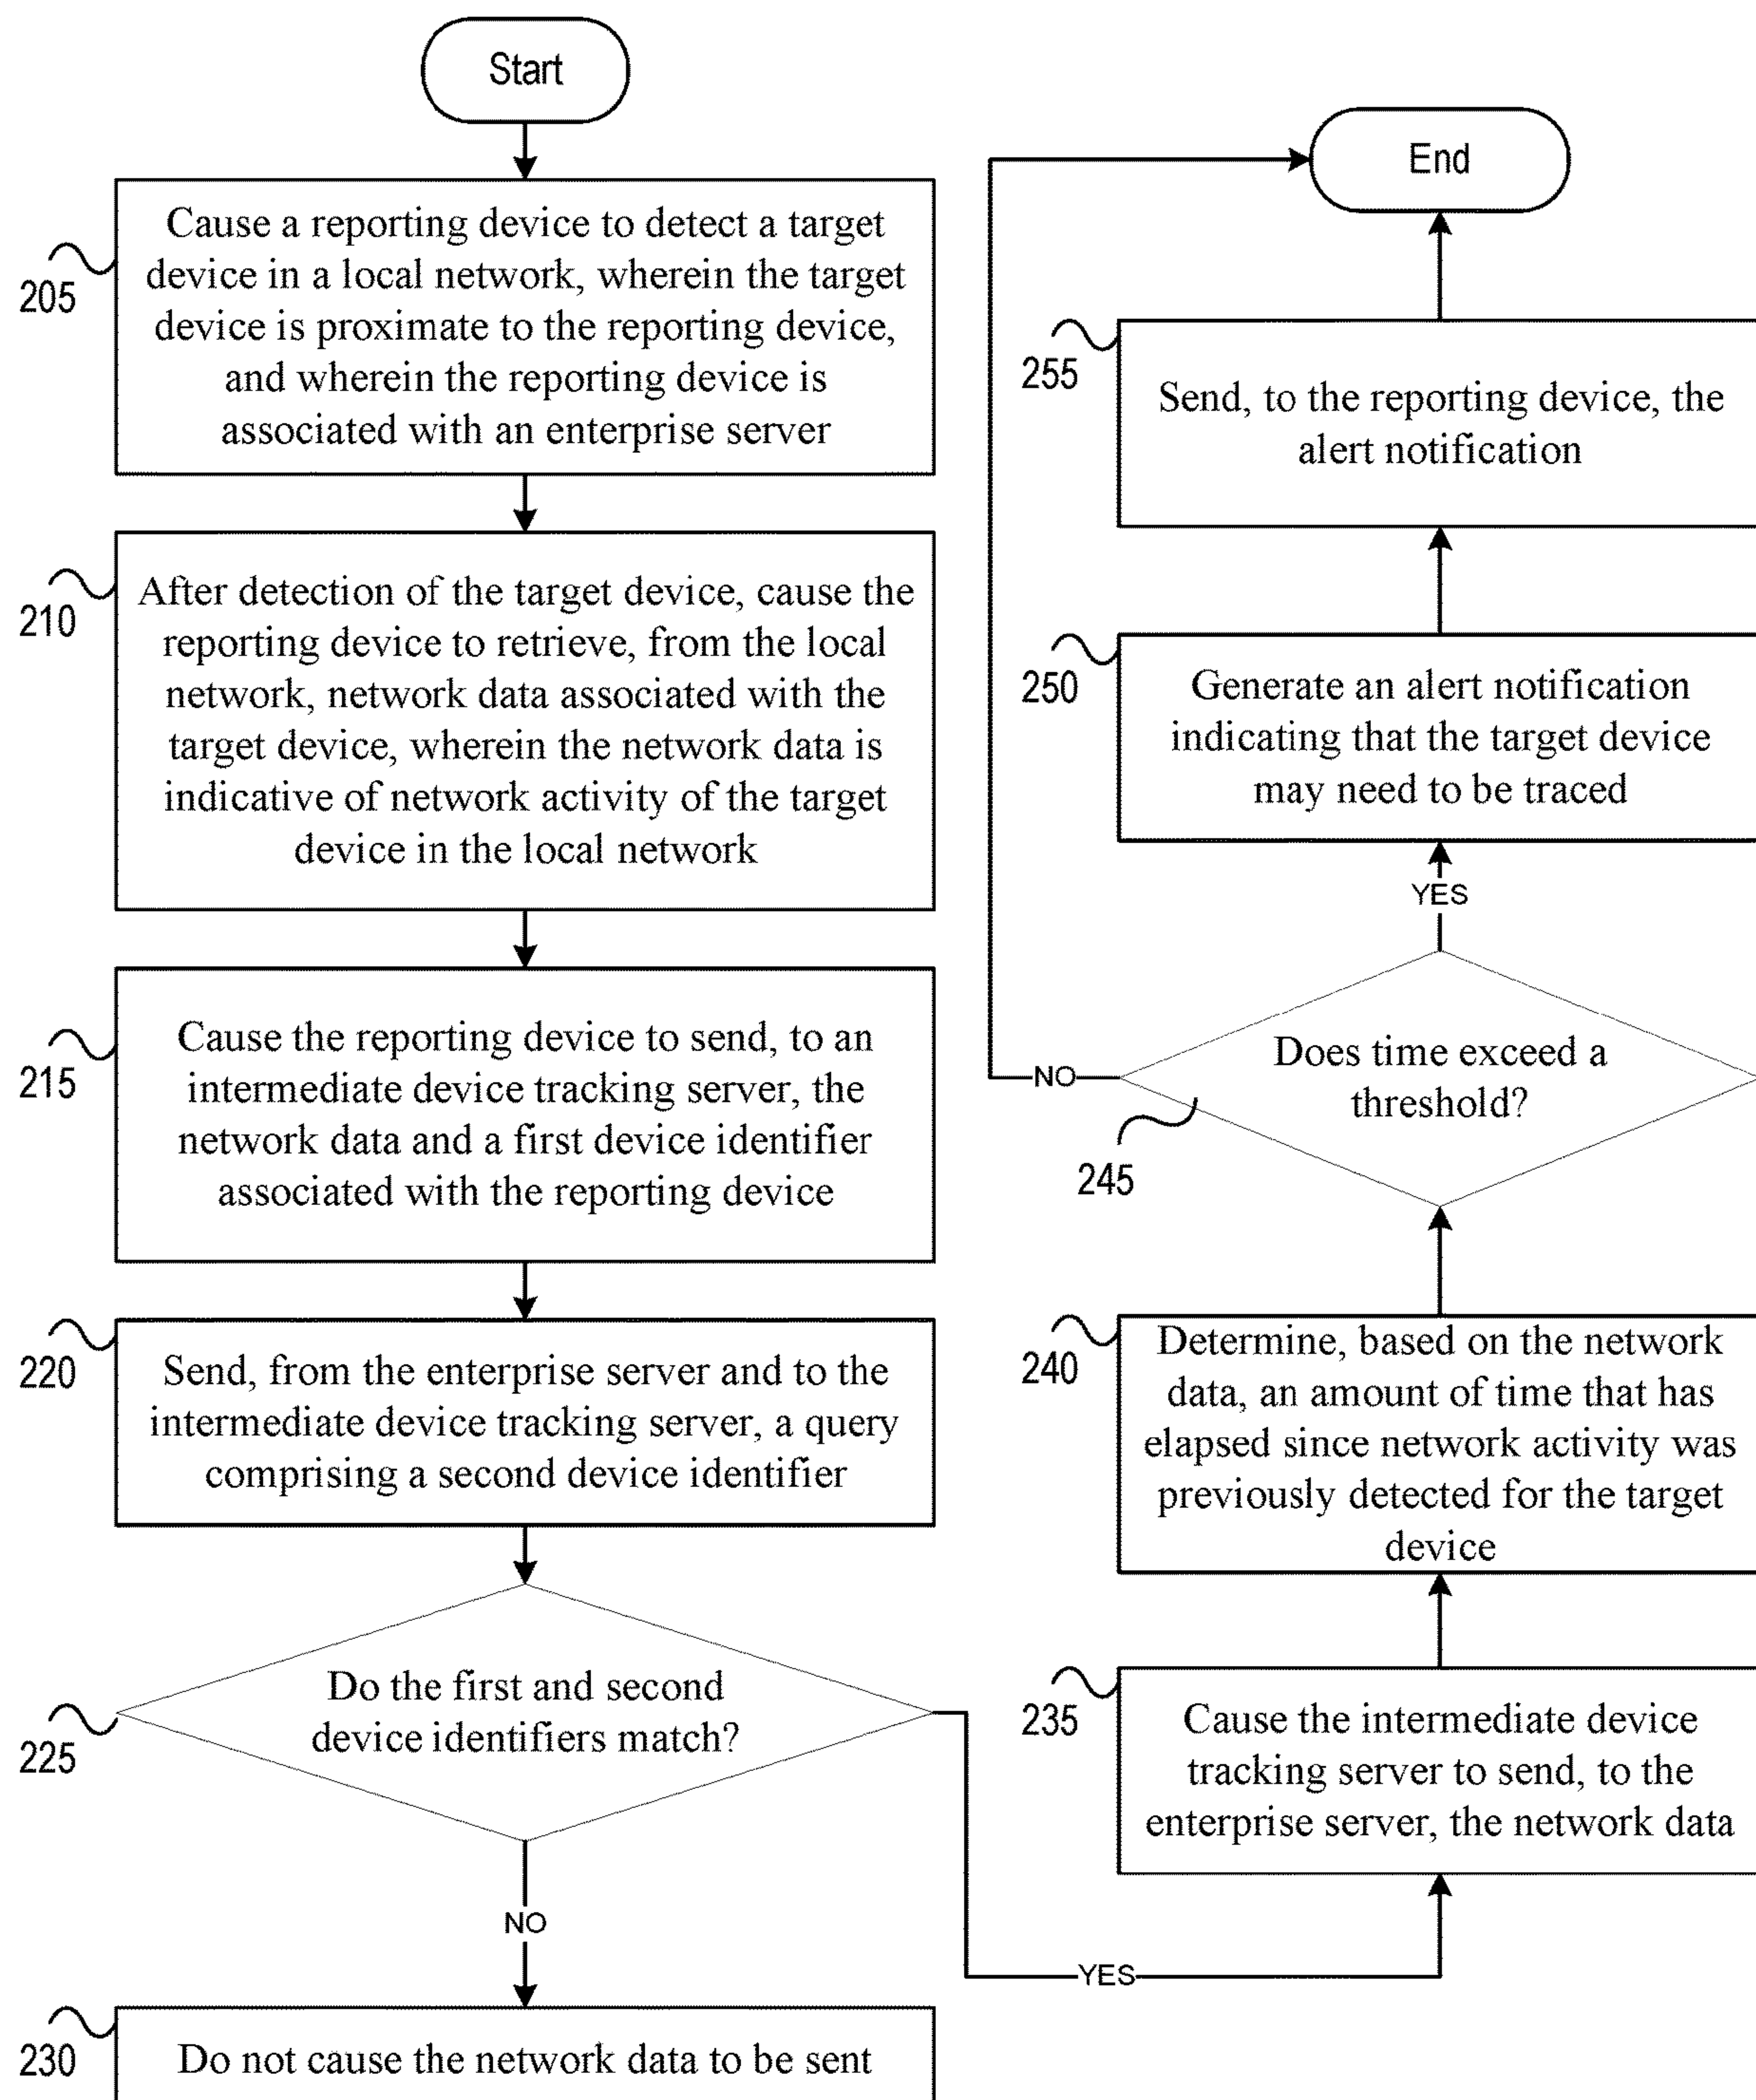 Start
205
Cause a reporting device to detect a target
device in a local network, wherein the target
device is proximate to the reporting device,
and wherein the reporting device is
associated with an enterprise server
210
After detection of the target device, cause the
reporting device to retrieve, from the local
network, network data associated with the
target device, wherein the network data is
indicative of network activity of the target
device in the local network
215
Cause the reporting device to send, to an
intermediate device tracking server, the
network data and a first device identifier
associated with the reporting device
220
Send, from the enterprise server and to the
intermediate device tracking server, a query
comprising a second device identifier
225
Do the first and second
device identifiers match?
NO
230
Do not cause the network data to be sent
YES
235
Cause the intermediate device
tracking server to send, to the
enterprise server, the network data
240
Determine, based on the network
data, an amount of time that has
elapsed since network activity was
previously detected for the target
device
245
Does time exceed a
threshold?
NO
YES
250
Generate an alert notification
indicating that the target device
may need to be traced
255
Send, to the reporting device, the
alert notification
End